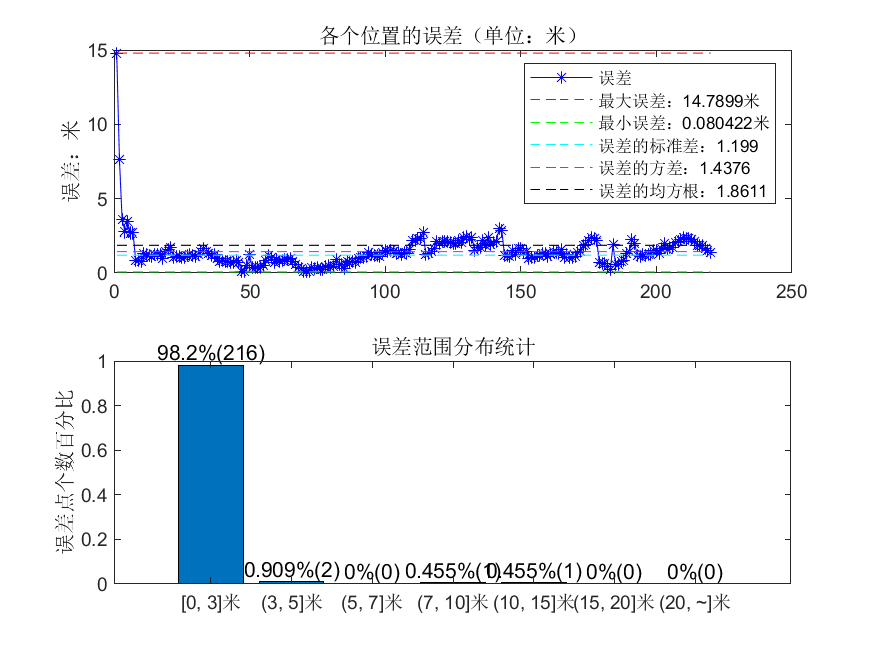 各个位置的误差（单位：米）
误差：米
15
10
5
0
0 50 100 150 200 250
误差
最大误差：14.7899米
最小误差：0.080422米
误差的标准差：1.199
误差的方差：1.4376
误差的均方根：1.8611
误差范围分布统计
误差点个数百分比
1
0.8
0.6
0.4
0.2
0
98.2%(216) 0.909%(2) 0%(0) 0.455%(1) 0.455%(1) 0%(0) 0%(0)
[0, 3]米 (3, 5]米 (5, 7]米 (7, 10]米 (10, 15]米 (15, 20]米 (20, ~]米